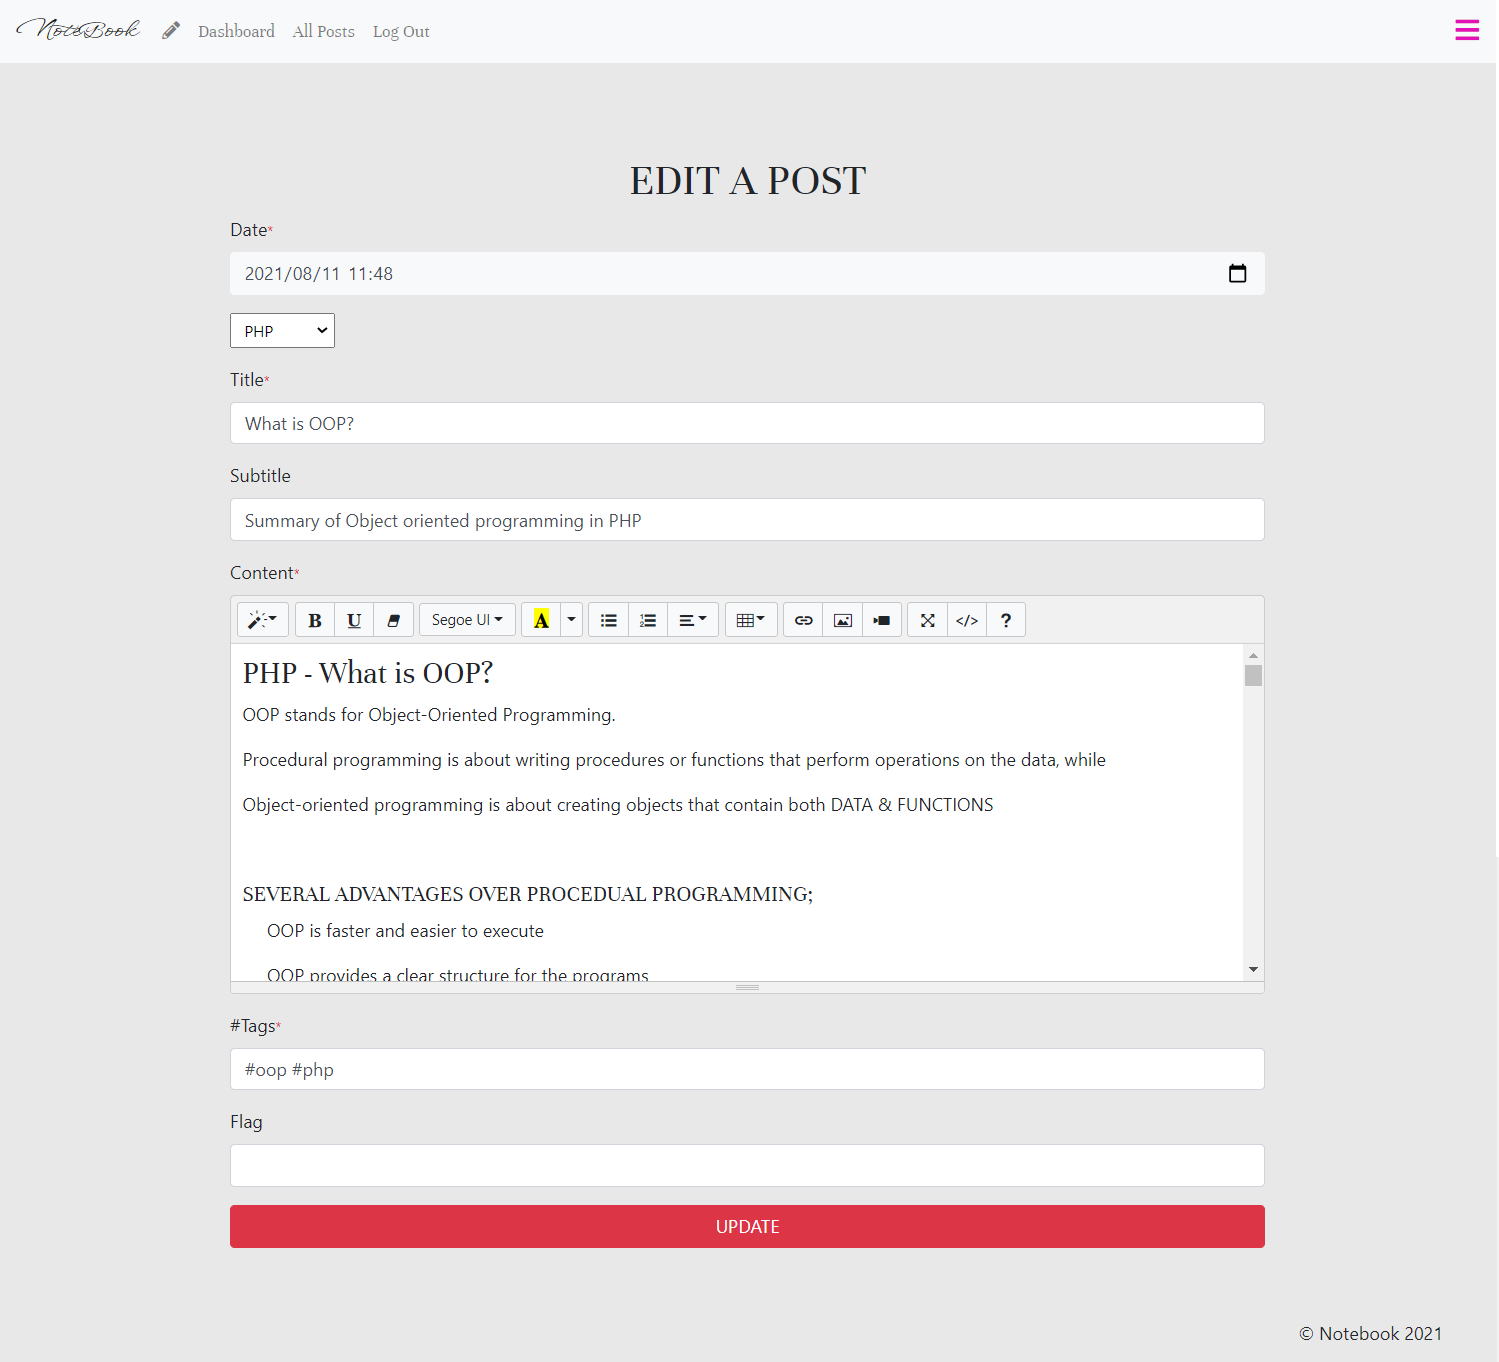 NoteBook Dashboard All Posts Log Out
EDIT A POST
Date*
2021/08/11 11:48
PHP
Title*
What is OOP?
Subtitle
Summary of Object oriented programming in PHP
Content*
B U Segoe UI A </> ?
PHP - What is OOP?
OOP stands for Object-Oriented Programming.
Procedural programming is about writing procedures or functions that perform operations on the data, while
Object-oriented programming is about creating objects that contain both DATA & FUNCTIONS
SEVERAL ADVANTAGES OVER PROCEDUAL PROGRAMMING;
OOP is faster and easier to execute
OOP provides a clear structure for the programs
#Tags*
#oop #php
Flag
UPDATE
© Notebook 2021